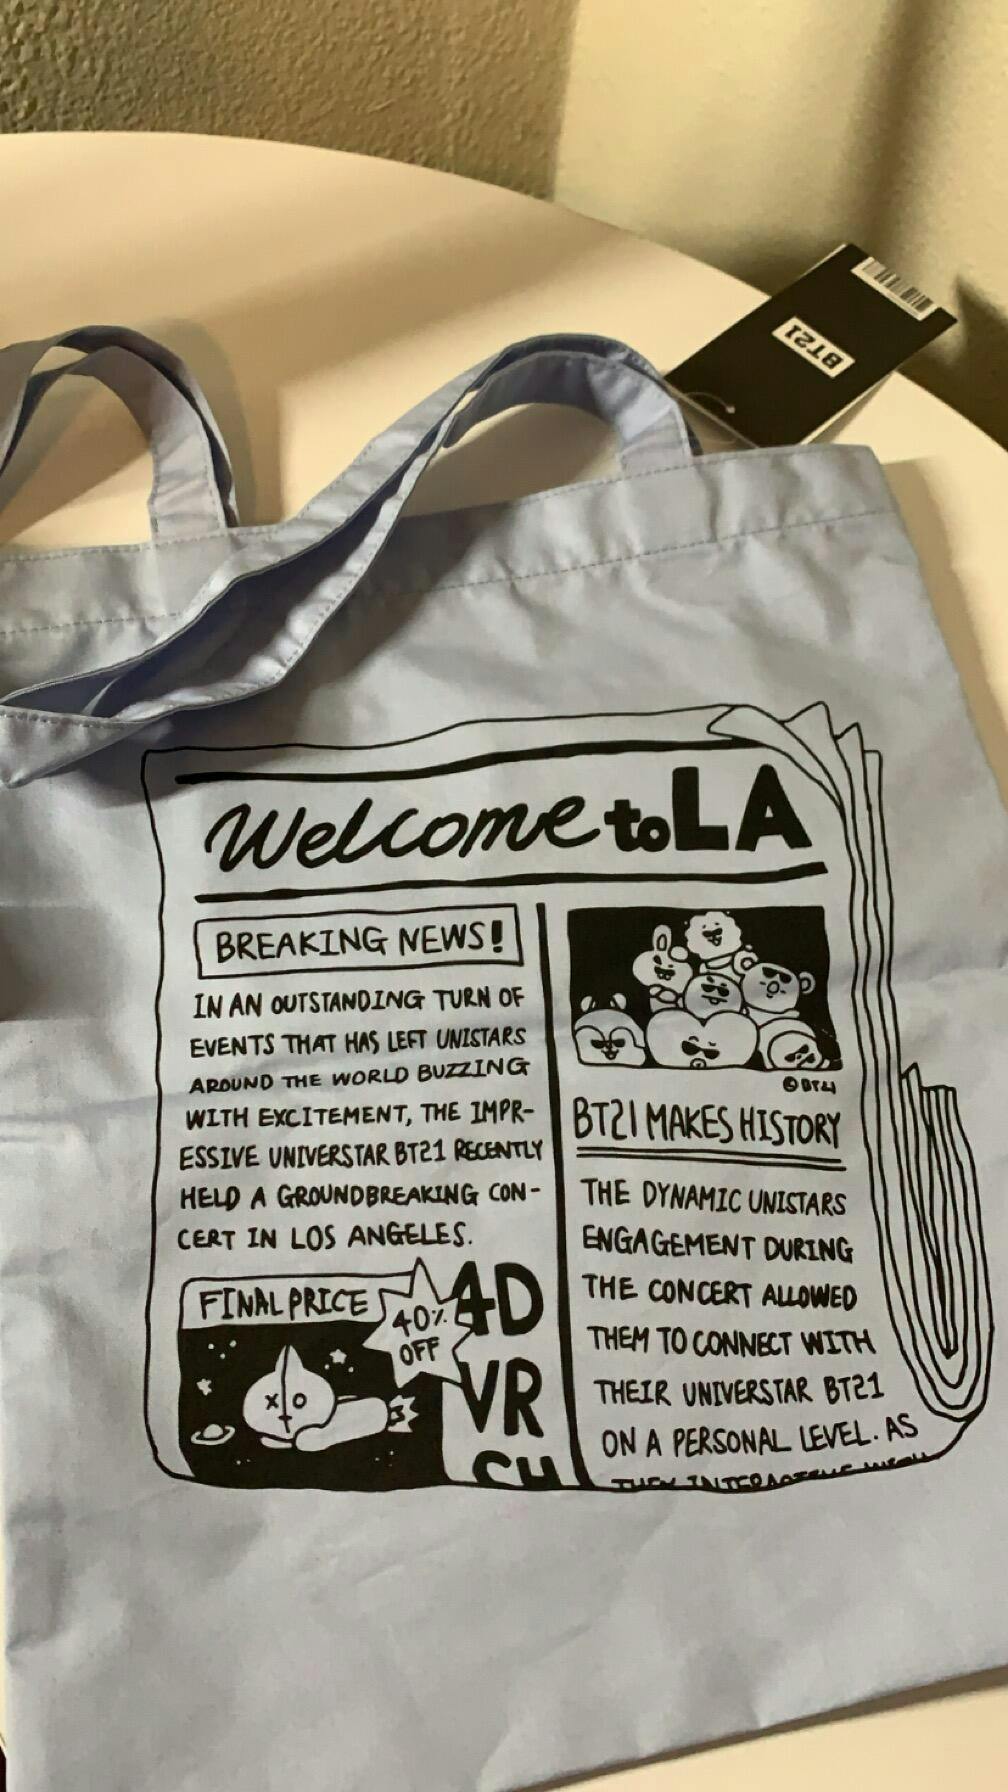 BT21
Welcome to LA
BREAKING NEWS!
IN AN OUTSTANDING TURN OF
EVENTS THAT HAS LEFT UNISTARS
AROUND THE WORLD BUZZING
WITH EXCITEMENT, THE IMPR-
ESSIVE UNIVERSTAR BT21 RECENTLY
HELD A GROUNDBREAKING CON-
CERT IN LOS ANGELES.
FINAL PRICE
40%
OFF
4D
VR
© BT21
BT21 MAKES HISTORY
THE DYNAMIC UNISTARS
ENGAGEMENT DURING
THE CONCERT ALLOWED
THEM TO CONNECT WITH
THEIR UNIVERSTAR BT21
ON A PERSONAL LEVEL. AS